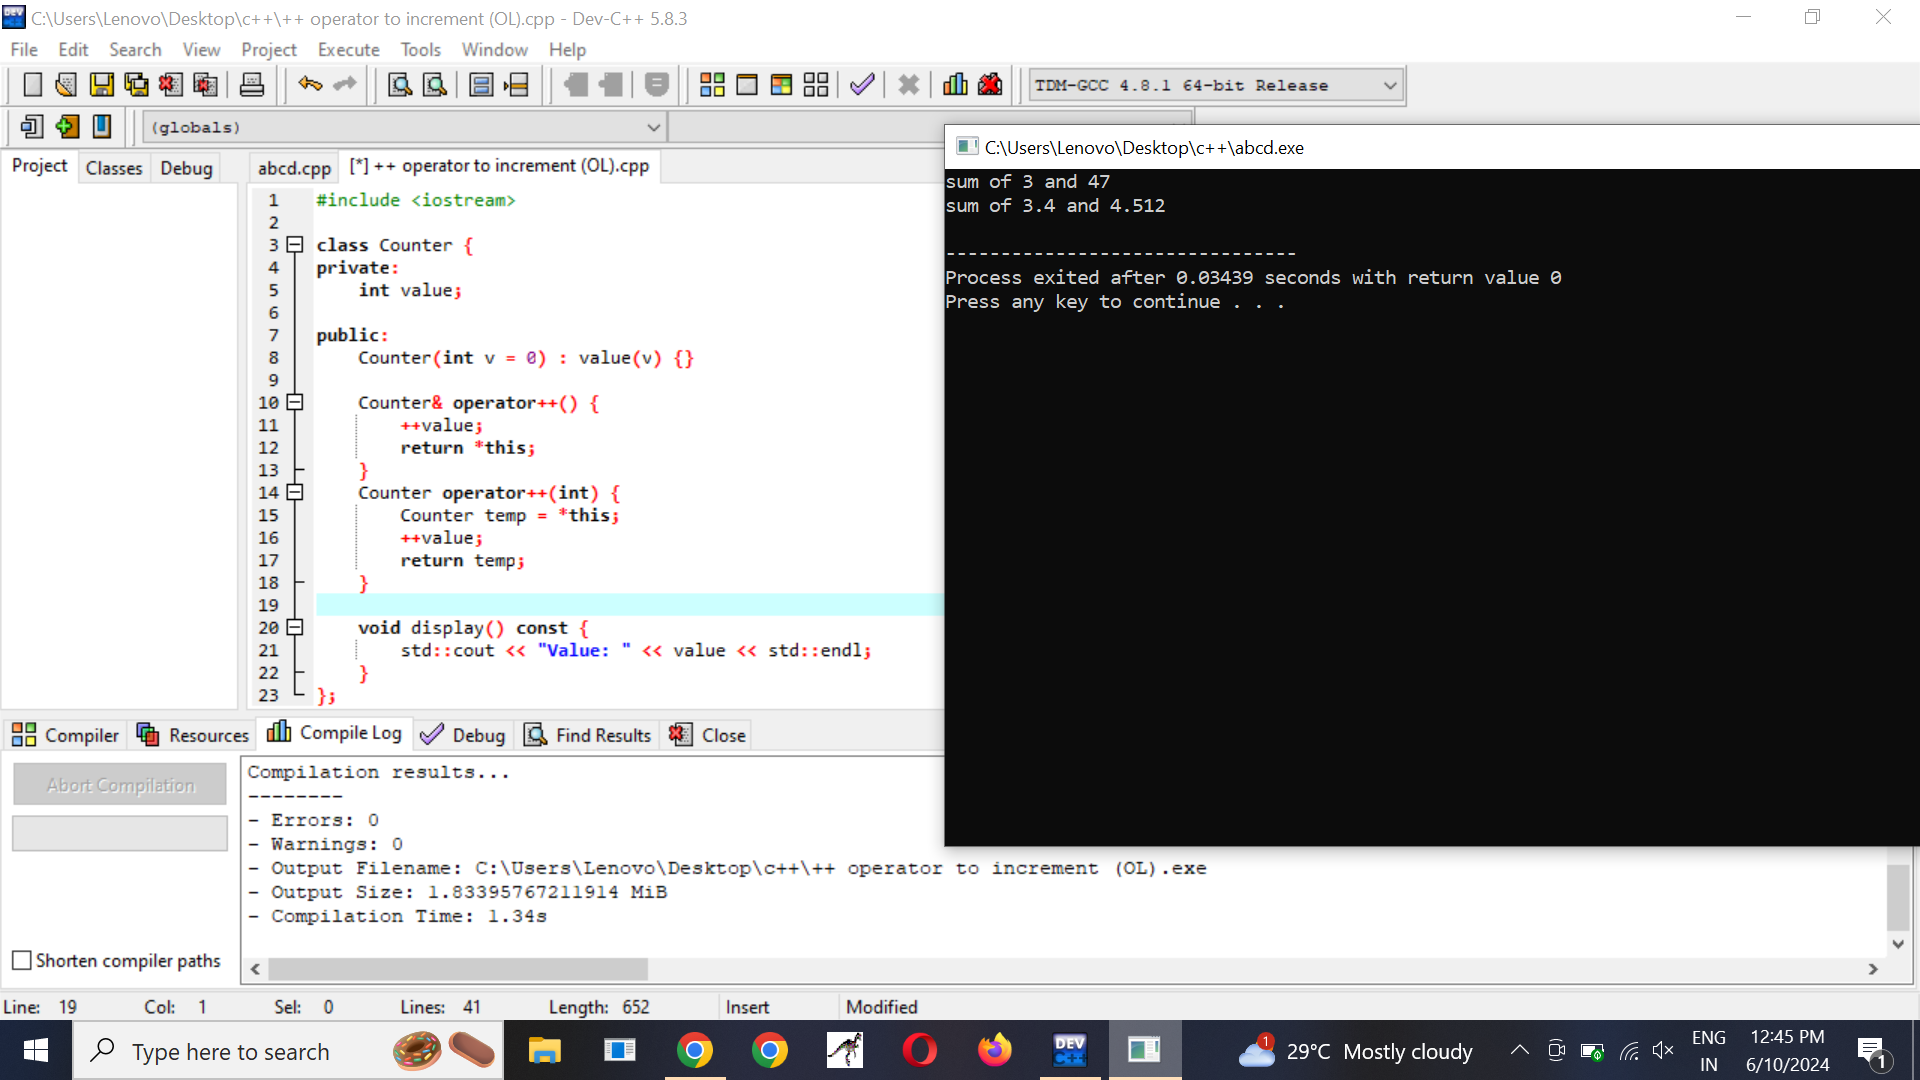 C:\Users\Lenovo\Desktop\c++\++ operator to increment (OL).cpp - Dev-C++ 5.8.3
File Edit Search View Project Execute Tools Window Help
TDM-GCC 4.8.1 64-bit Release
(globals)
Project Classes Debug
abcd.cpp [*] ++ operator to increment (OL).cpp
1 #include <iostream>
2
3 class Counter {
4 private:
5     int value;
6
7 public:
8     Counter(int v = 0) : value(v) {}
9
10     Counter& operator++() {
11         ++value;
12         return *this;
13     }
14     Counter operator++(int) {
15         Counter temp = *this;
16         ++value;
17         return temp;
18     }
19
20     void display() const {
21         std::cout << "Value: " << value << std::endl;
22     }
23 };
C:\Users\Lenovo\Desktop\c++\abcd.exe
sum of 3 and 47
sum of 3.4 and 4.512
--------------------------------
Process exited after 0.03439 seconds with return value 0
Press any key to continue . . .
Compiler Resources Compile Log Debug Find Results Close
Abort Compilation
Shorten compiler paths
Compilation results...
--------
- Errors: 0
- Warnings: 0
- Output Filename: C:\Users\Lenovo\Desktop\c++\++ operator to increment (OL).exe
- Output Size: 1.83395767211914 MiB
- Compilation Time: 1.34s
Line: 19 Col: 1 Sel: 0 Lines: 41 Length: 652 Insert Modified
Type here to search
DEV C++
1
29°C Mostly cloudy
ENG
IN
12:45 PM
6/10/2024
1